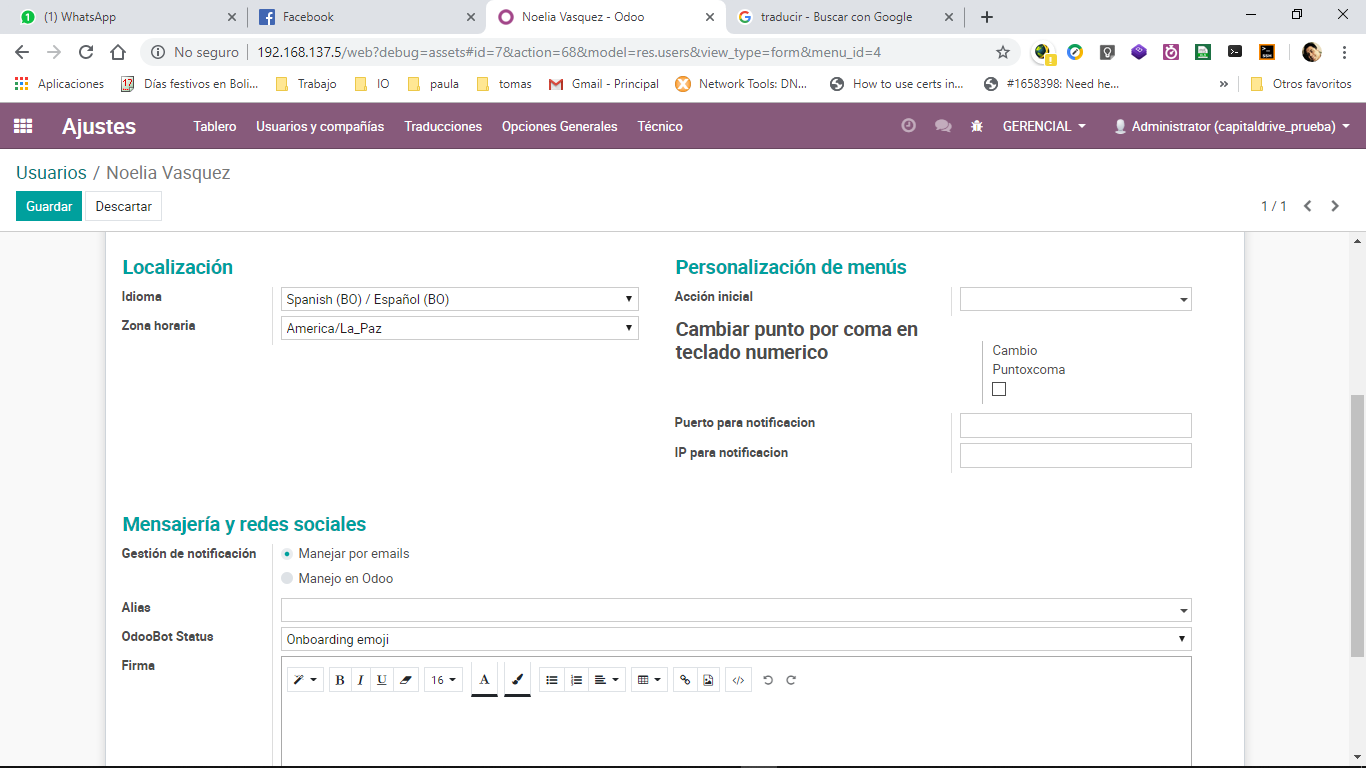 (1) WhatsApp
Facebook
Noelia Vasquez - Odoo
traducir - Buscar con Google
No seguro
192.168.137.5/web?debug=assets#id=7&action=68&model=res.users&view_type=form&menu_id=4
Aplicaciones
Días festivos en Boli...
Trabajo
IO
paula
tomas
Gmail - Principal
Network Tools: DN...
How to use certs in...
#1658398: Need he...
»
Otros favoritos
Ajustes
Tablero
Usuarios y compañías
Traducciones
Opciones Generales
Técnico
GERENCIAL
Administrator (capitaldrive_prueba)
Usuarios / Noelia Vasquez
Guardar
Descartar
1 / 1
Localización
Idioma
Spanish (BO) / Español (BO)
Zona horaria
America/La_Paz
Personalización de menús
Acción inicial
Cambiar punto por coma en
teclado numerico
Cambio
Puntoxcoma
Puerto para notificacion
IP para notificacion
Mensajería y redes sociales
Gestión de notificación
Manejar por emails
Manejo en Odoo
Alias
OdooBot Status
Onboarding emoji
Firma
B I U
16
A
</>